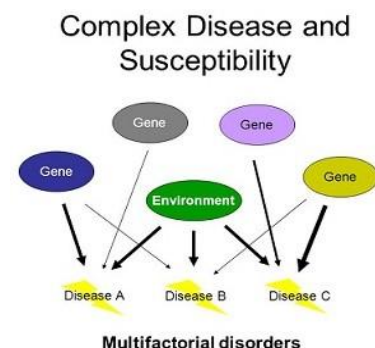 Complex Disease and
Susceptibility
Gene
Gene
Gene
Gene
Environment
Disease A
Disease B
Disease C
Multifactorial disorders